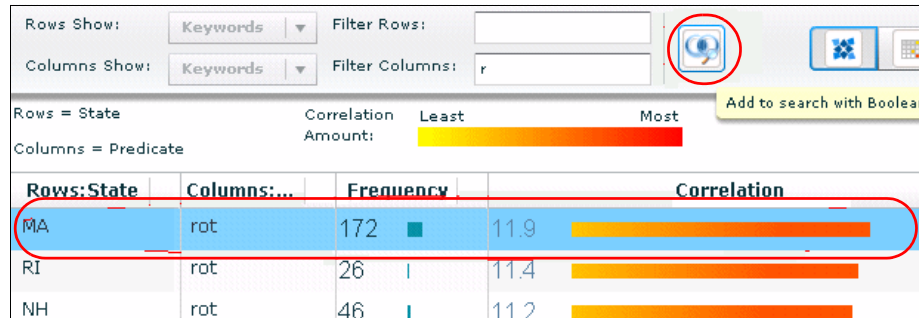 Rows Show: Keywords Filter Rows:
Columns Show: Keywords Filter Columns: r
Add to search with Boolea
Rows = State Correlation Least Most
Amount:
Columns = Predicate
Rows:State Columns:... Frequency Correlation
MA rot 172 11.9
RI rot 26 11.4
NH rot 46 11.2